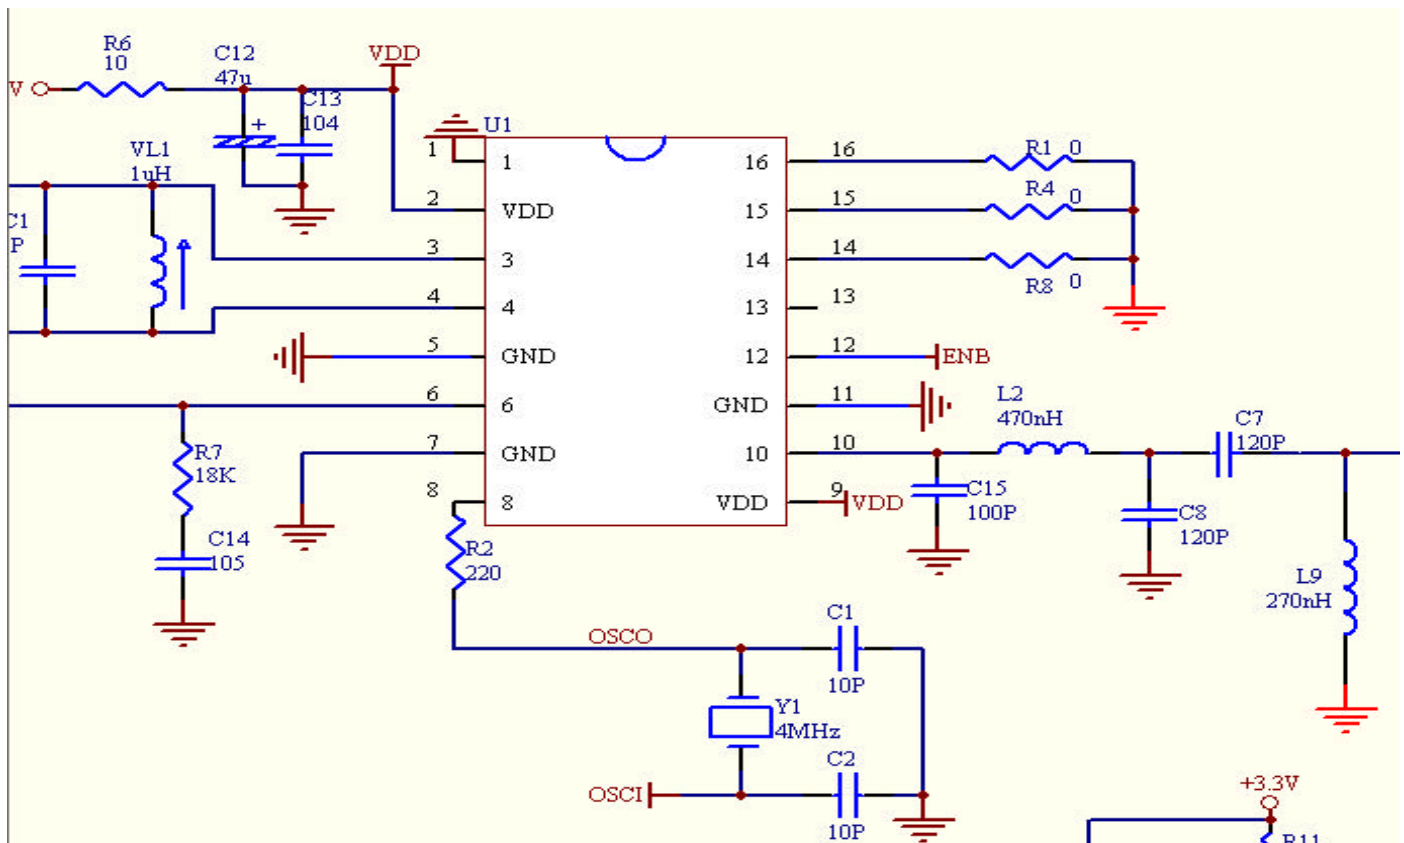 R6
10
C12
47u
VDD
V
C13
104
+
VL1
1uH
U1
1
1
16
16
R1 0
2
VDD
15
15
R4 0
3
3
14
14
R8 0
C1
P
4
4
13
13
5
GND
12
12
ENB
6
6
GND
11
L2
470nH
C7
120P
7
GND
10
10
R7
18K
8
8
VDD
9
VDD
C15
100P
C8
120P
C14
105
R2
220
L9
270nH
OSCO
C1
10P
Y1
4MHz
C2
OSCI
10P
+3.3V
R11